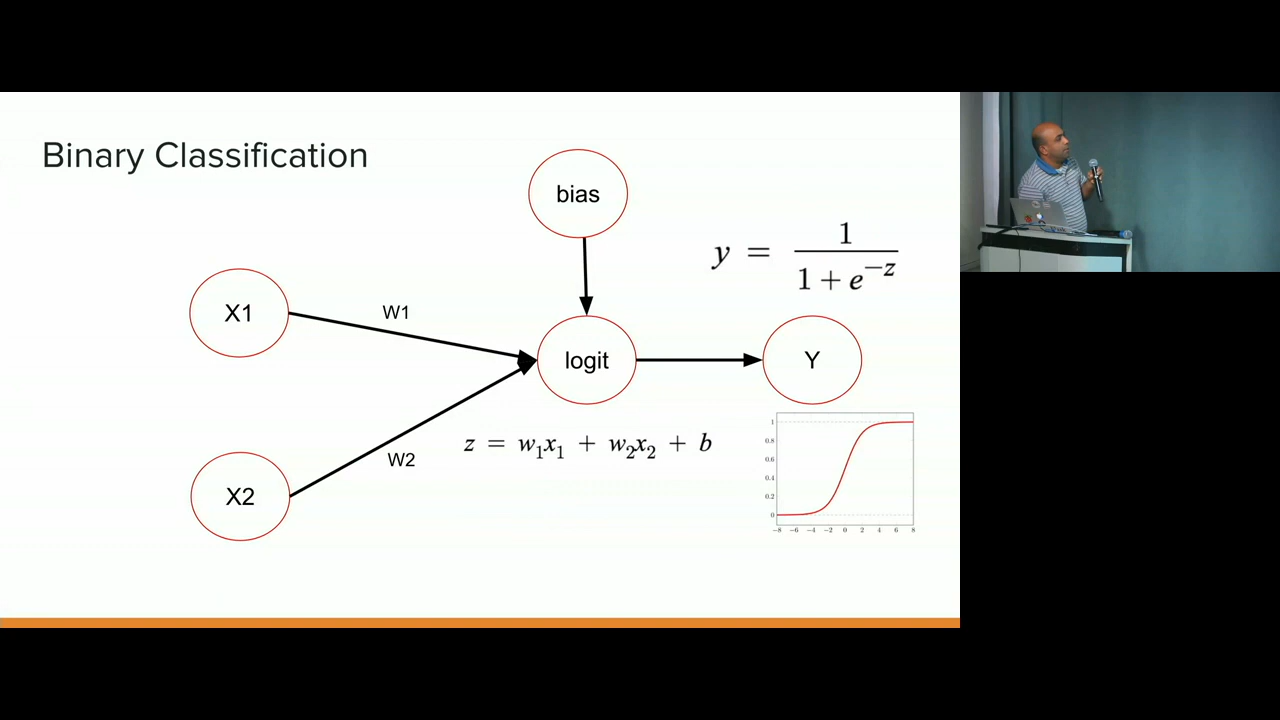 Binary Classification
bias
y = 1 / 1 + e^−z
X1
W1
logit
Y
z = w₁x₁ + w₂x₂ + b
W2
X2
1
0.8
0.6
0.4
0.2
0
−8 −6 −4 −2 0 2 4 6 8